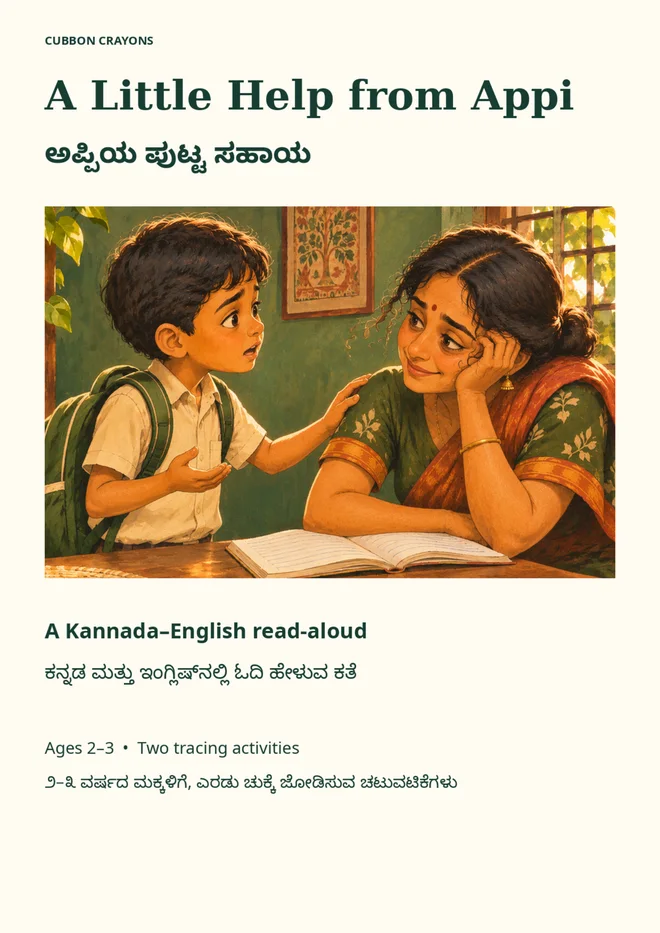 CUBBON CRAYONS
A Little Help from Appi
ಅಪ್ಪಿಯ ಪುಟ್ಟ ಸಹಾಯ
A Kannada–English read-aloud
ಕನ್ನಡ ಮತ್ತು ಇಂಗ್ಲಿಷ್‌ನಲ್ಲಿ ಓದಿ ಹೇಳುವ ಕತೆ
Ages 2–3 • Two tracing activities
೨–೩ ವರ್ಷದ ಮಕ್ಕಳಿಗೆ, ಎರಡು ಚುಕ್ಕೆ ಜೋಡಿಸುವ ಚಟುವಟಿಕೆಗಳು